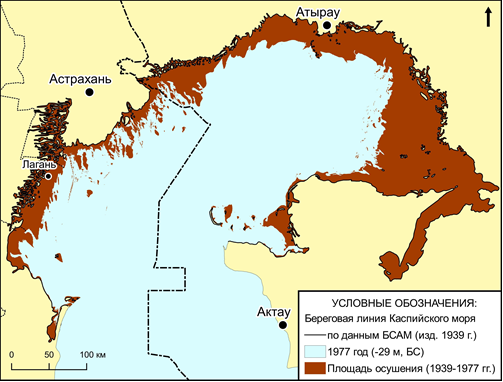 Атырау
Астрахань
Лагань
Актау
УСЛОВНЫЕ ОБОЗНАЧЕНИЯ:
Береговая линия Каспийского моря
по данным БСАМ (изд. 1939 г.)
1977 год (-29 м, БС)
Площадь осушения (1939-1977 гг.)
0 50 100 км